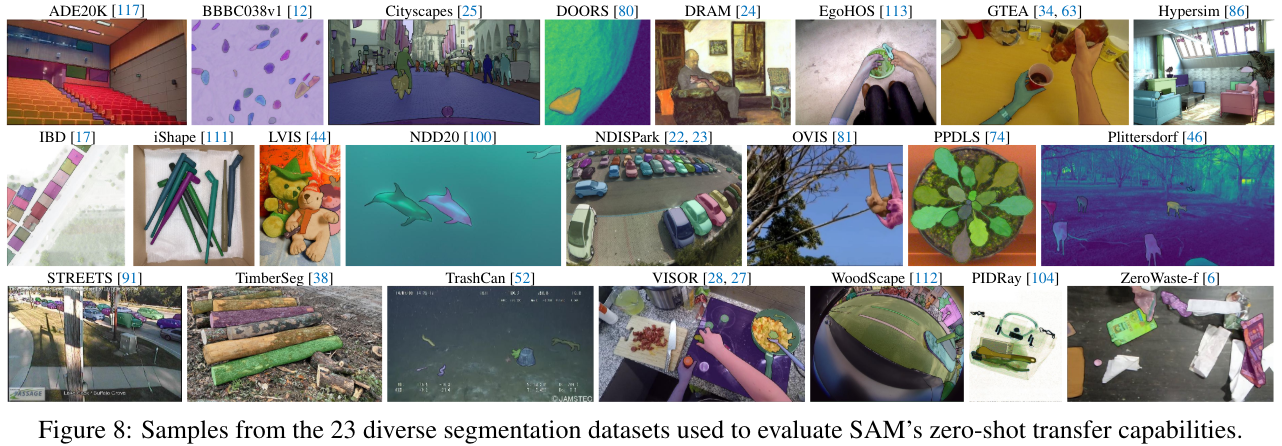 ADE20K [117] BBBC038v1 [12] Cityscapes [25] DOORS [80] DRAM [24] EgoHOS [113] GTEA [34, 63] Hypersim [86]
IBD [17] iShape [111] LVIS [44] NDD20 [100] NDISPark [22, 23] OVIS [81] PPDLS [74] Plittersdorf [46]
STREETS [91] TimberSeg [38] TrashCan [52] VISOR [28, 27] WoodScape [112] PIDRay [104] ZeroWaste-f [6]
PASSAGE
© JAMSTEC
Figure 8: Samples from the 23 diverse segmentation datasets used to evaluate SAM's zero-shot transfer capabilities.